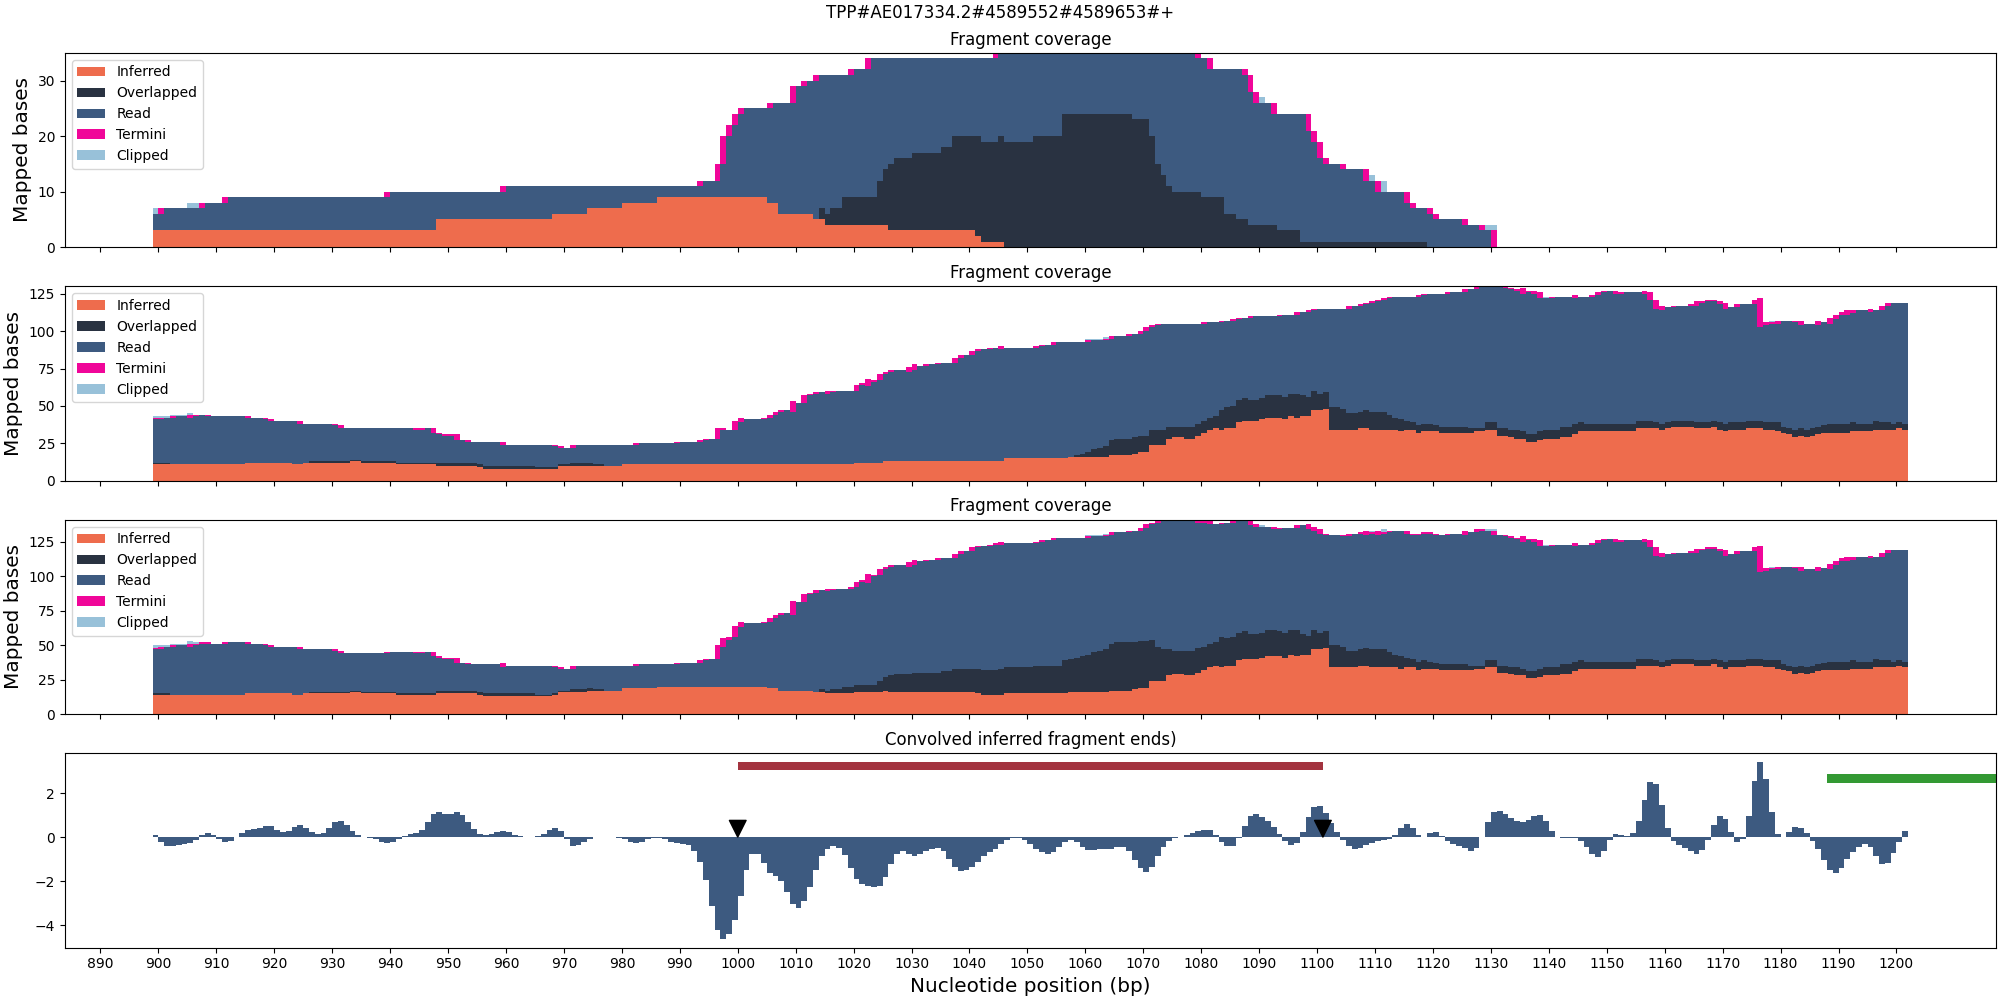 TPP#AE017334.2#4589552#4589653#+
Fragment coverage
Mapped bases
30
20
10
0
Inferred
Overlapped
Read
Termini
Clipped
Fragment coverage
Mapped bases
125
100
75
50
25
0
Inferred
Overlapped
Read
Termini
Clipped
Fragment coverage
Mapped bases
125
100
75
50
25
0
Inferred
Overlapped
Read
Termini
Clipped
Convolved inferred fragment ends)
2
0
−2
−4
890 900 910 920 930 940 950 960 970 980 990 1000 1010 1020 1030 1040 1050 1060 1070 1080 1090 1100 1110 1120 1130 1140 1150 1160 1170 1180 1190 1200
Nucleotide position (bp)